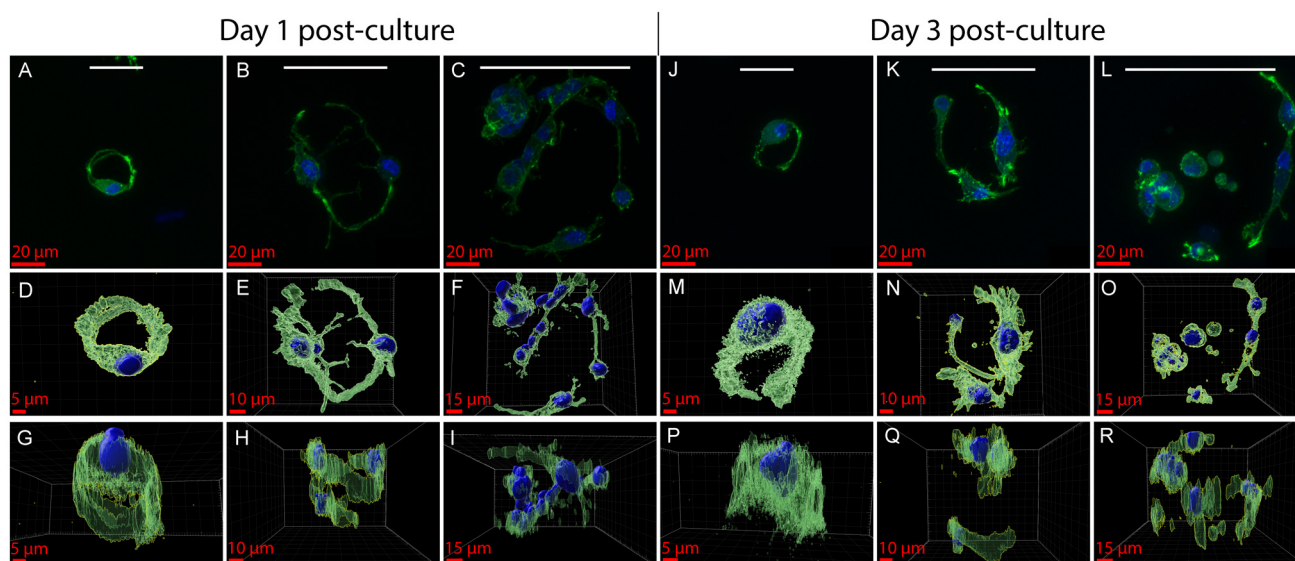 Day 1 post-culture
Day 3 post-culture
A
B
C
J
K
L
20 µm
20 µm
20 µm
20 µm
20 µm
20 µm
D
E
F
M
N
O
5 µm
10 µm
15 µm
5 µm
10 µm
15 µm
G
H
I
P
Q
R
5 µm
10 µm
15 µm
5 µm
10 µm
15 µm